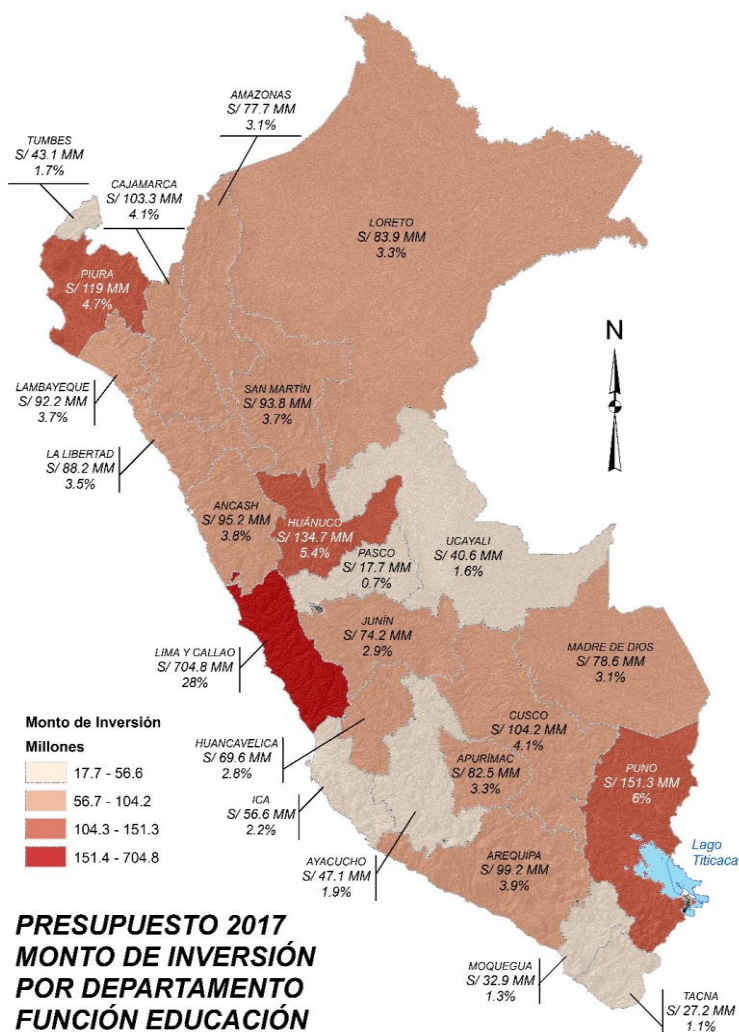 AMAZONAS
S/ 77.7 MM
3.1%
TUMBES
S/ 43.1 MM
1.7%
CAJAMARCA
S/ 103.3 MM
4.1%
LORETO
S/ 83.9 MM
3.3%
PIURA
S/ 119 MM
4.7%
N
LAMBAYEQUE
S/ 92.2 MM
3.7%
SAN MARTÍN
S/ 93.8 MM
3.7%
LA LIBERTAD
S/ 88.2 MM
3.5%
ANCASH
S/ 95.2 MM
3.8%
HUÁNUCO
S/ 134.7 MM
5.4%
UCAYALI
S/ 40.6 MM
1.6%
PASCO
S/ 17.7 MM
0.7%
JUNÍN
S/ 74.2 MM
2.9%
LIMA Y CALLAO
S/ 704.8 MM
28%
MADRE DE DIOS
S/ 78.6 MM
3.1%
CUSCO
S/ 104.2 MM
4.1%
HUANCAVELICA
S/ 69.6 MM
2.8%
APURÍMAC
S/ 82.5 MM
3.3%
PUNO
S/ 151.3 MM
6%
ICA
S/ 56.6 MM
2.2%
AYACUCHO
S/ 47.1 MM
1.9%
AREQUIPA
S/ 99.2 MM
3.9%
Lago
Titicaca
MOQUEGUA
S/ 32.9 MM
1.3%
TACNA
S/ 27.2 MM
1.1%
Monto de Inversión
Millones
17.7 - 56.6
56.7 - 104.2
104.3 - 151.3
151.4 - 704.8
PRESUPUESTO 2017
MONTO DE INVERSIÓN
POR DEPARTAMENTO
FUNCIÓN EDUCACIÓN